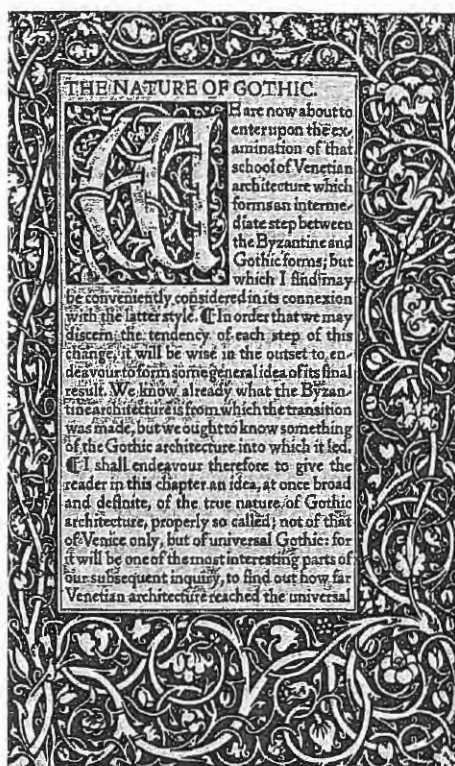 THE NATURE OF GOTHIC.
WE are now about to
enter upon the ex-
amination of that
school of Venetian
architecture which
forms an interme-
diate step between
the Byzantine and
Gothic forms; but
which I find may
be conveniently considered in its connexion
with the latter style. ¶ In order that we may
discern the tendency of each step of this
change, it will be wise in the outset to en-
deavour to form some general idea of its final
result. We know already what the Byzan-
tine architecture is from which the transition
was made, but we ought to know something
of the Gothic architecture into which it led.
¶ I shall endeavour therefore to give the
reader in this chapter an idea, at once broad
and definite, of the true nature of Gothic
architecture, properly so called; not of that
of Venice only, but of universal Gothic: for
it will be one of the most interesting parts of
our subsequent inquiry, to find out how far
Venetian architecture reached the universal